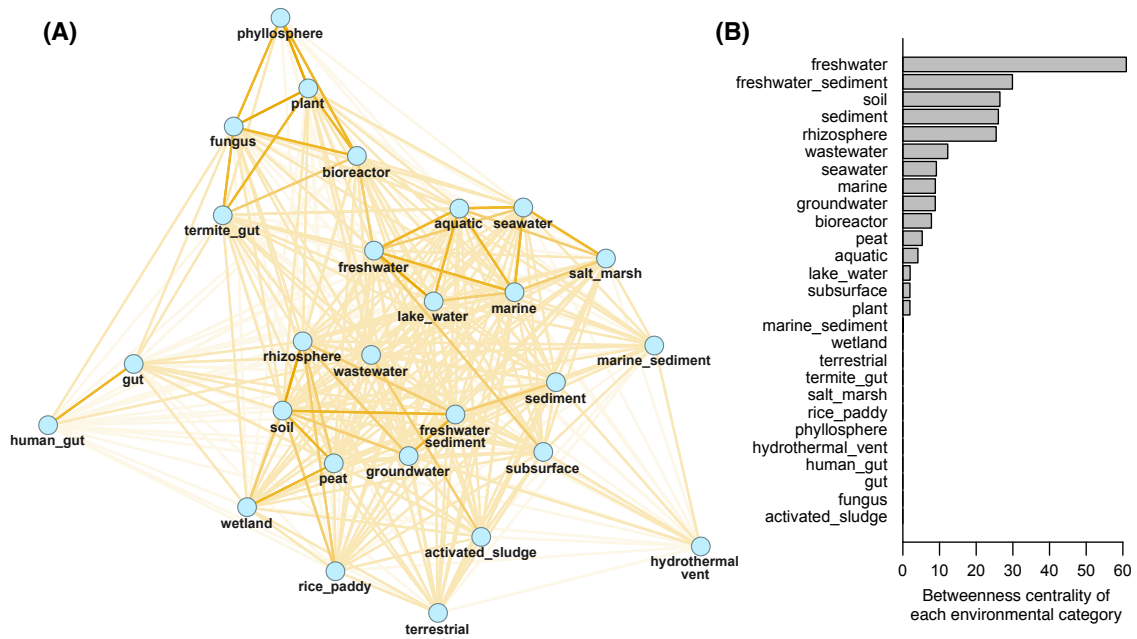 (A)
phyllosphere
plant
fungus
bioreactor
termite_gut
aquatic
seawater
freshwater
salt_marsh
lake_water
marine
rhizosphere
wastewater
marine_sediment
gut
sediment
human_gut
soil
freshwater
sediment
groundwater
subsurface
peat
wetland
activated_sludge
hydrothermal
vent
rice_paddy
terrestrial
(B)
freshwater
freshwater_sediment
soil
sediment
rhizosphere
wastewater
seawater
marine
groundwater
bioreactor
peat
aquatic
lake_water
subsurface
plant
marine_sediment
wetland
terrestrial
termite_gut
salt_marsh
rice_paddy
phyllosphere
hydrothermal_vent
human_gut
gut
fungus
activated_sludge
0 10 20 30 40 50 60
Betweenness centrality of
each environmental category